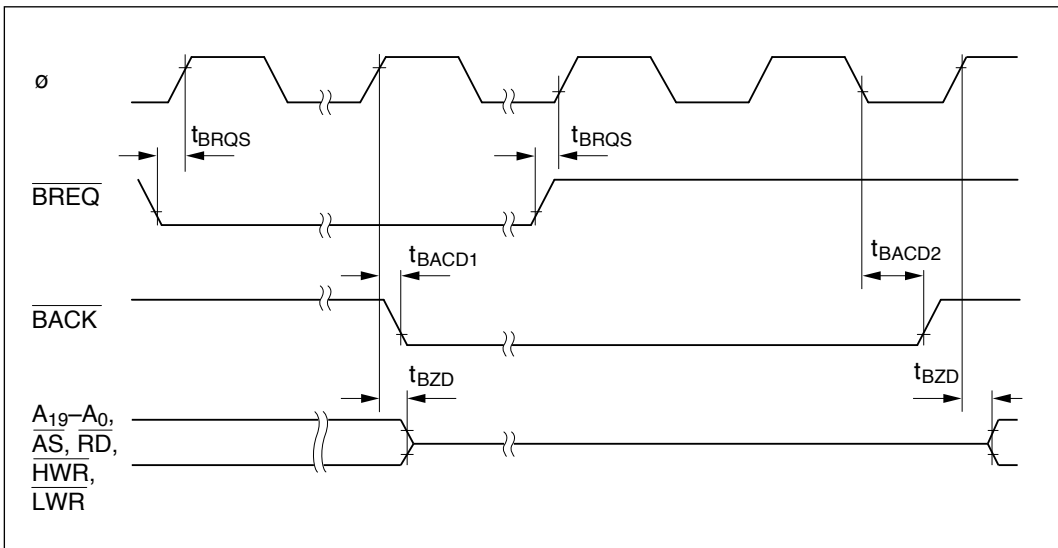 ø
tBRQS
tBRQS
BREQ
tBACD1
tBACD2
BACK
tBZD
tBZD
A19–A0,
AS, RD,
HWR,
LWR